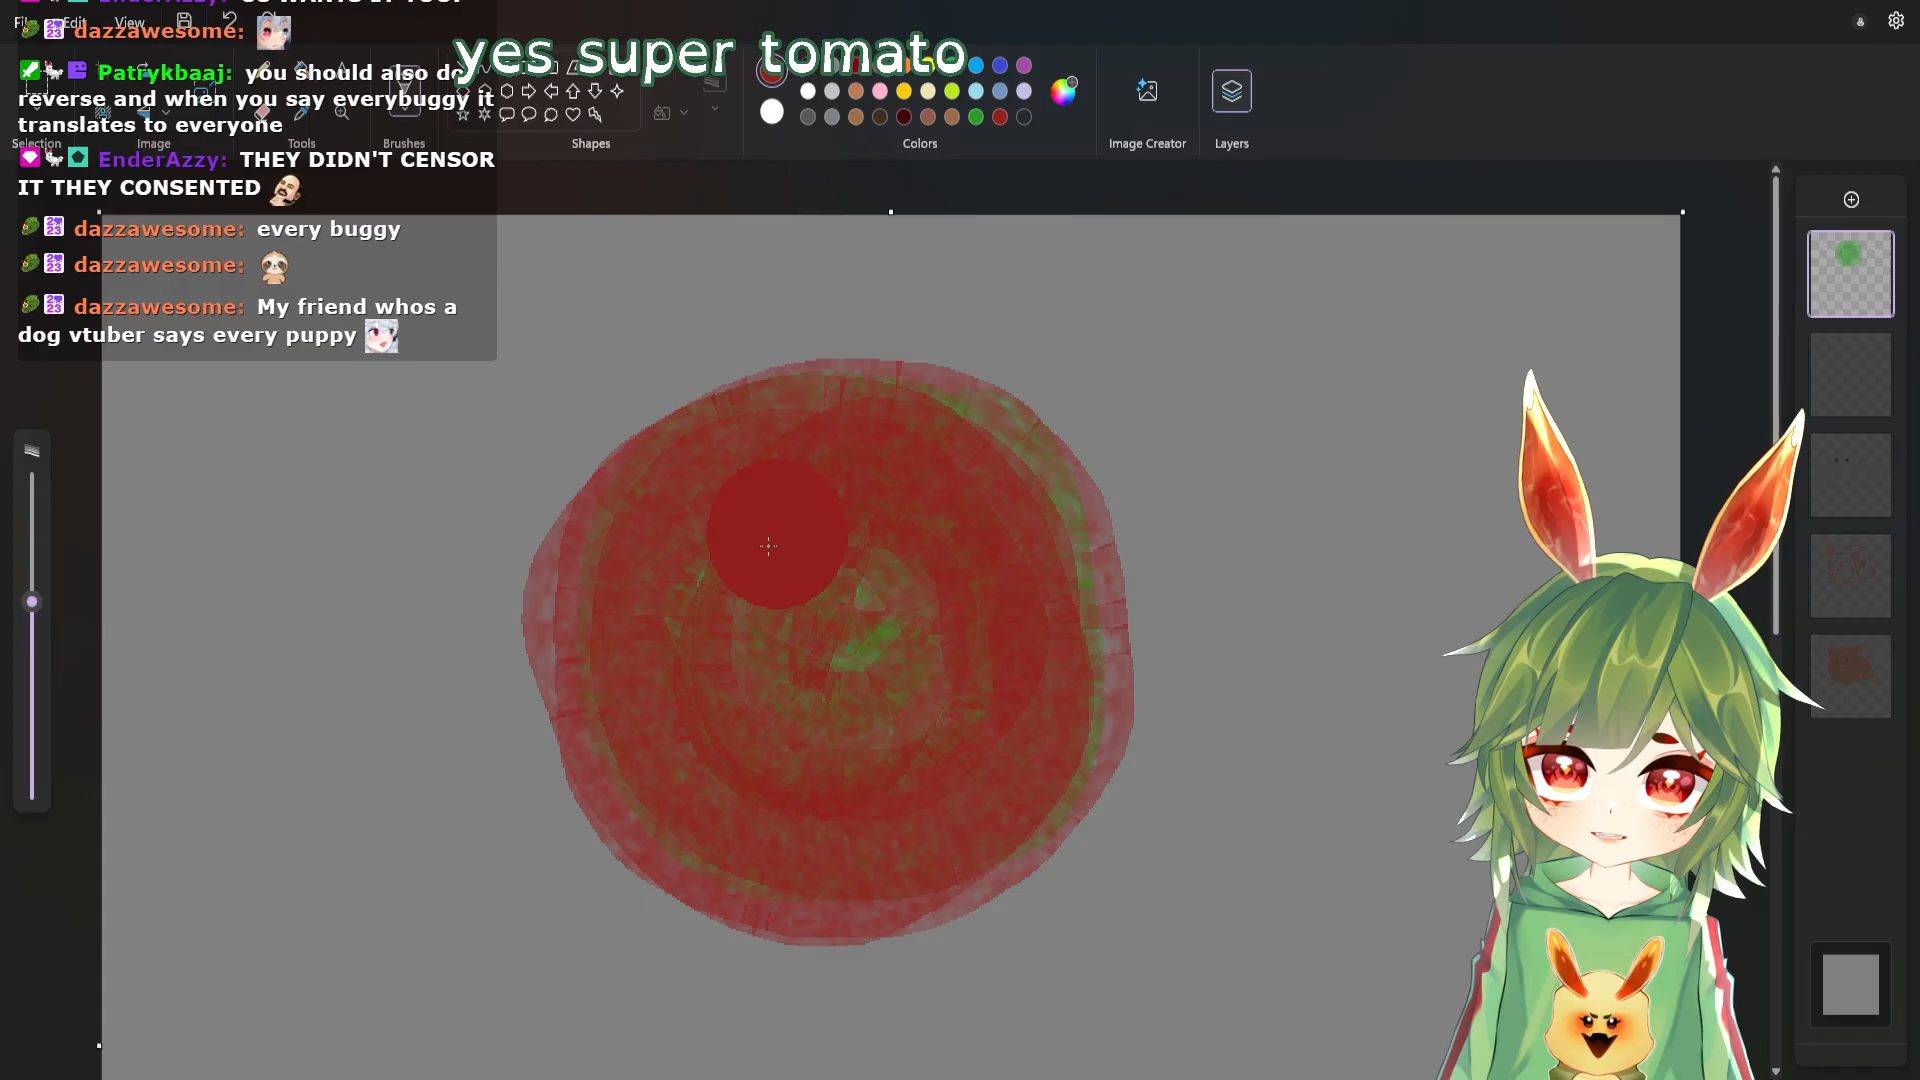 File Edit View
dazzawesome:
Patrykbaaj: you should also do
reverse and when you say everybuggy it
translates to everyone
EnderAzzy: THEY DIDN'T CENSOR
IT THEY CONSENTED
dazzawesome: every buggy
dazzawesome:
dazzawesome: My friend whos a
dog vtuber says every puppy
yes super tomato
Selection Image Tools Brushes Shapes Colors Image Creator Layers